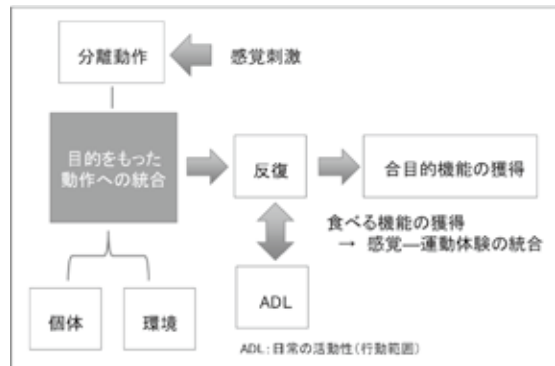 分離動作
感覚刺激
目的をもった
動作への統合
反復
合目的機能の獲得
食べる機能の獲得
→ 感覚―運動体験の統合
個体
環境
ADL
ADL：日常の活動性（行動範囲）